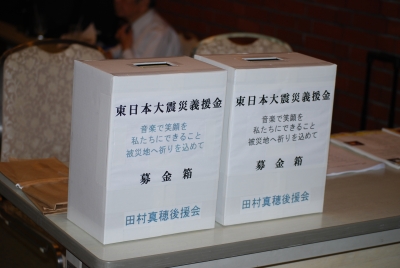 東日本大震災義援金
音楽で笑顔を
私たちにできること
被災地へ祈りを込めて
募金箱
田村真穂後援会
東日本大震災義援金
音楽で笑顔を
私たちにできること
被災地へ祈りを込めて
募金箱
田村真穂後援会